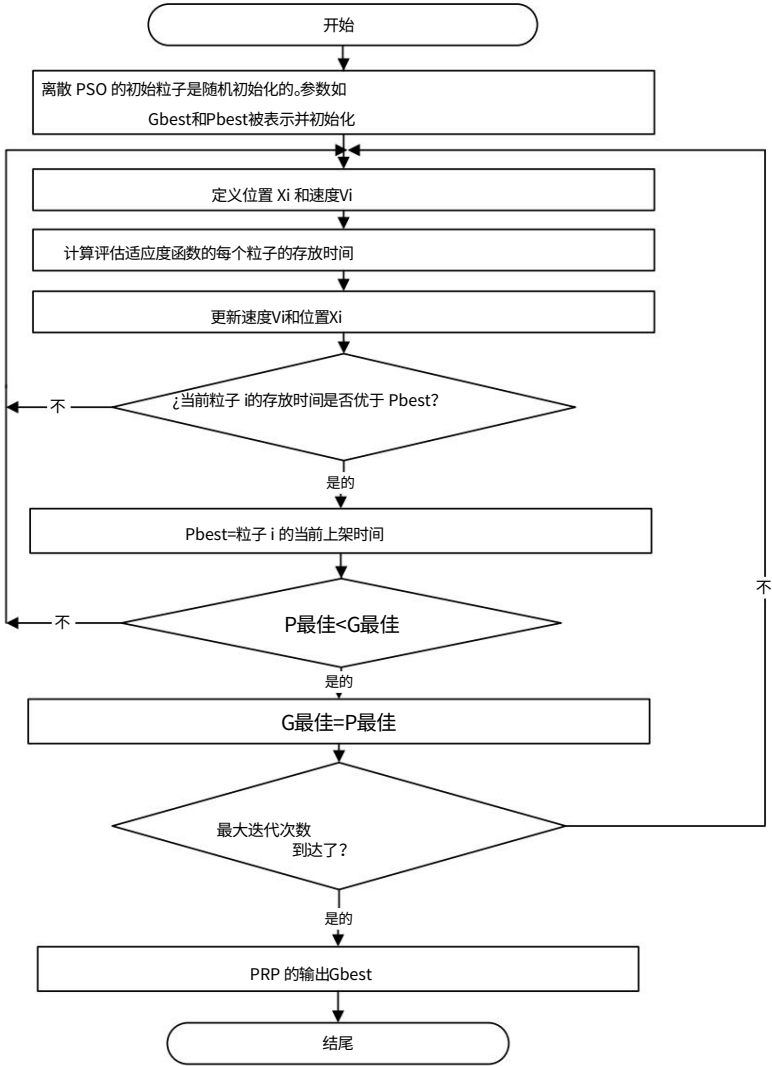 开始
离散 PSO 的初始粒子是随机初始化的。参数如
Gbest和Pbest被表示并初始化
定义位置 Xi 和速度Vi
计算评估适应度函数的每个粒子的存放时间
更新速度Vi和位置Xi
¿当前粒子 i的存放时间是否优于 Pbest？
不
是的
Pbest=粒子 i 的当前上架时间
不
P最佳<G最佳
不
是的
G最佳=P最佳
最大迭代次数
到达了？
是的
PRP 的输出Gbest
结尾